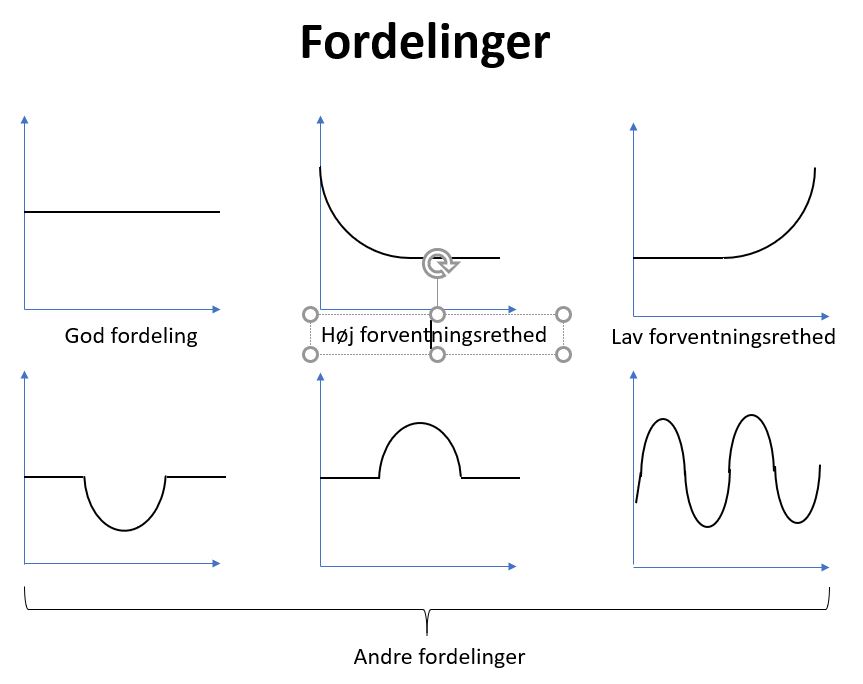 Fordelinger
God fordeling
Høj forventningsrethed
Lav forventningsrethed
Andre fordelinger